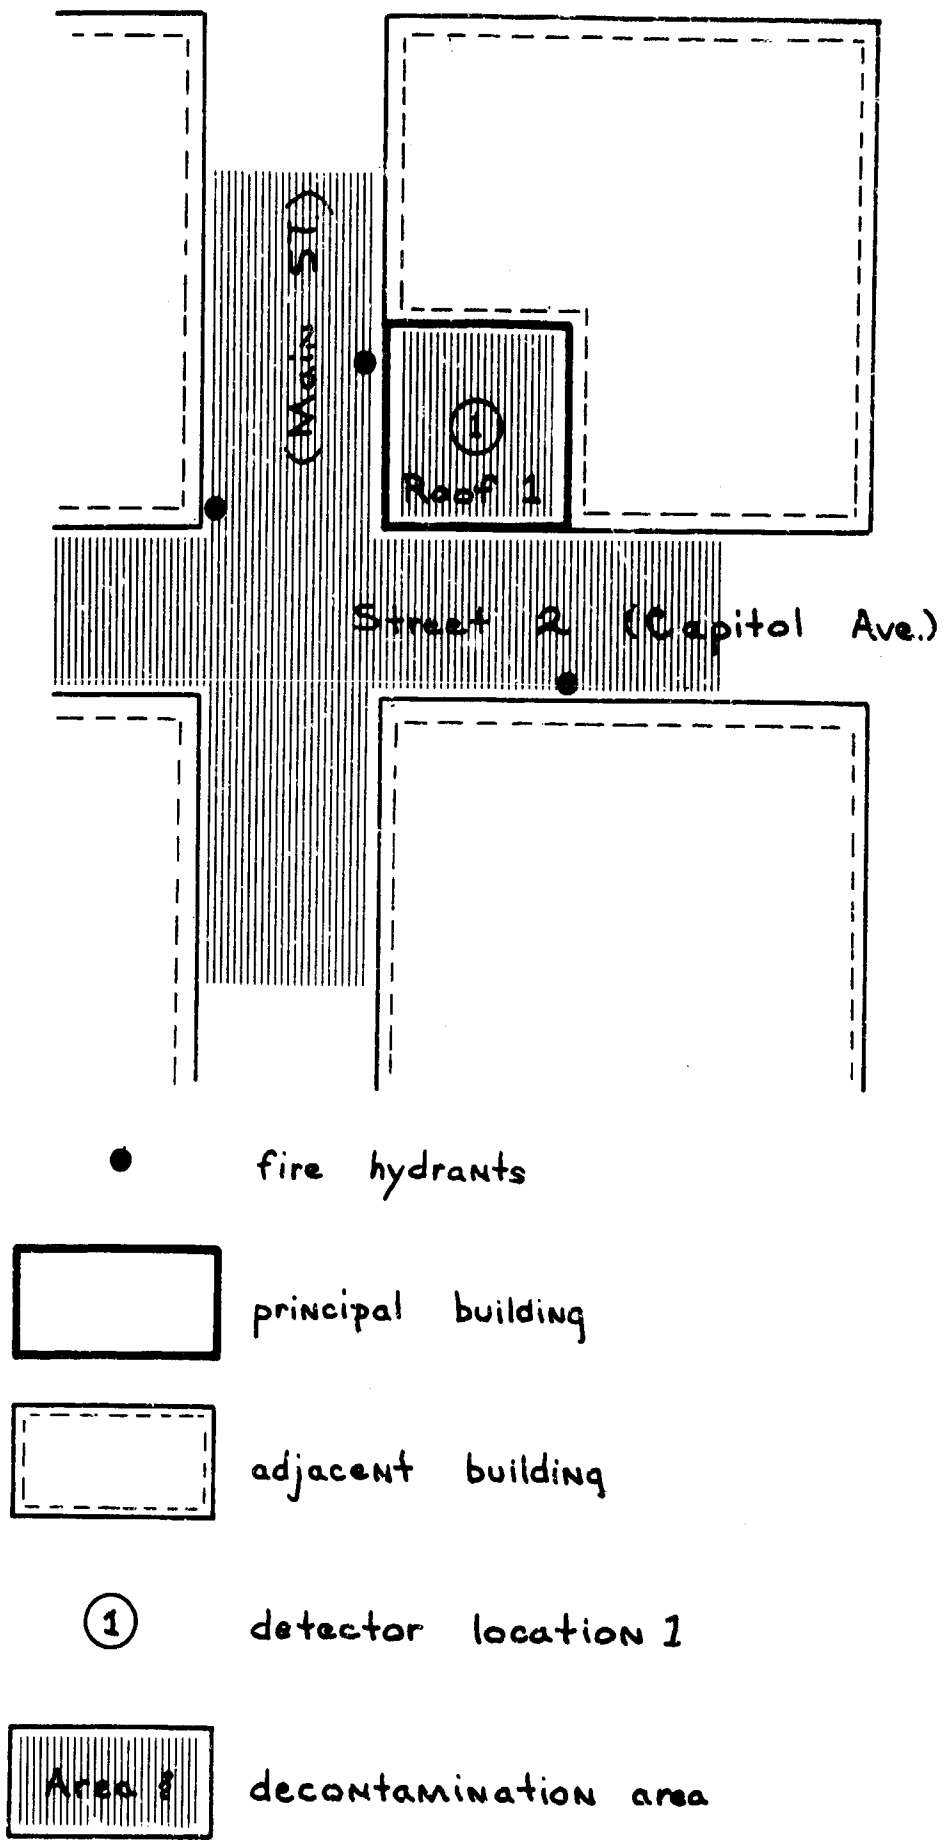 (Main ST)
1
Roof 1
Street 2 (Capitol Ave.)
fire hydrants
principal building
adjacent building
1
detector location 1
Area
decontamination area